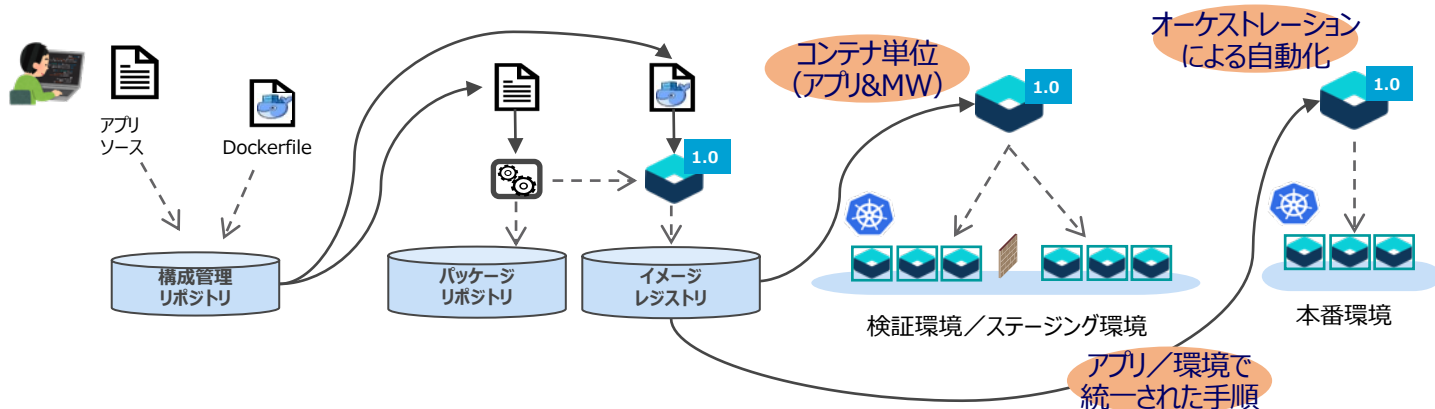 アプリ
ソース
Dockerfile
構成管理
リポジトリ
パッケージ
リポジトリ
1.0
イメージ
レジストリ
コンテナ単位
（アプリ&MW）
1.0
検証環境／ステージング環境
オーケストレーション
による自動化
1.0
本番環境
アプリ／環境で
統一された手順